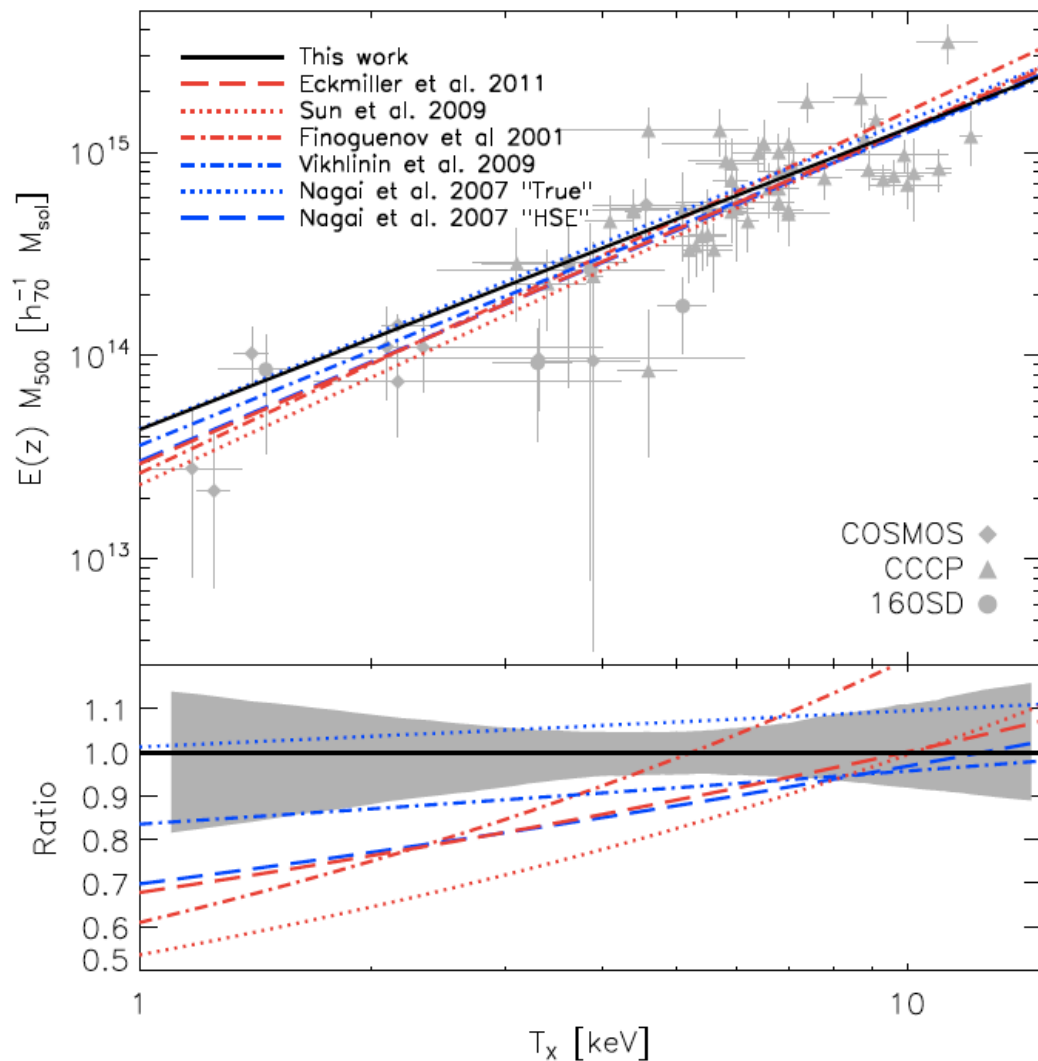 This work
Eckmiller et al. 2011
Sun et al. 2009
Finoguenov et al 2001
Vikhlinin et al. 2009
Nagai et al. 2007 "True"
Nagai et al. 2007 "HSE"
10^15
10^14
10^13
E(z) M_500 [h_70^-1 M_sol]
COSMOS
CCCP
160SD
1.1
1.0
0.9
0.8
0.7
0.6
0.5
Ratio
1
10
T_x [keV]